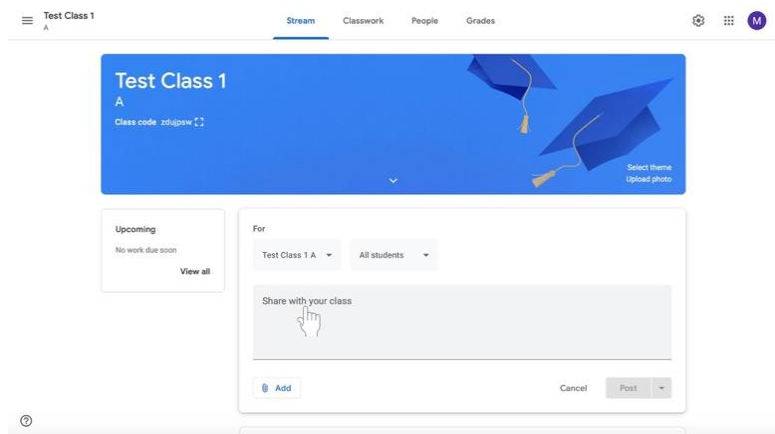 Test Class 1
A
Stream Classwork People Grades
M
Test Class 1
A
Class code zdujpsw
Select theme
Upload photo
Upcoming
No work due soon
View all
For
Test Class 1 A All students
Share with your class
Add Cancel Post